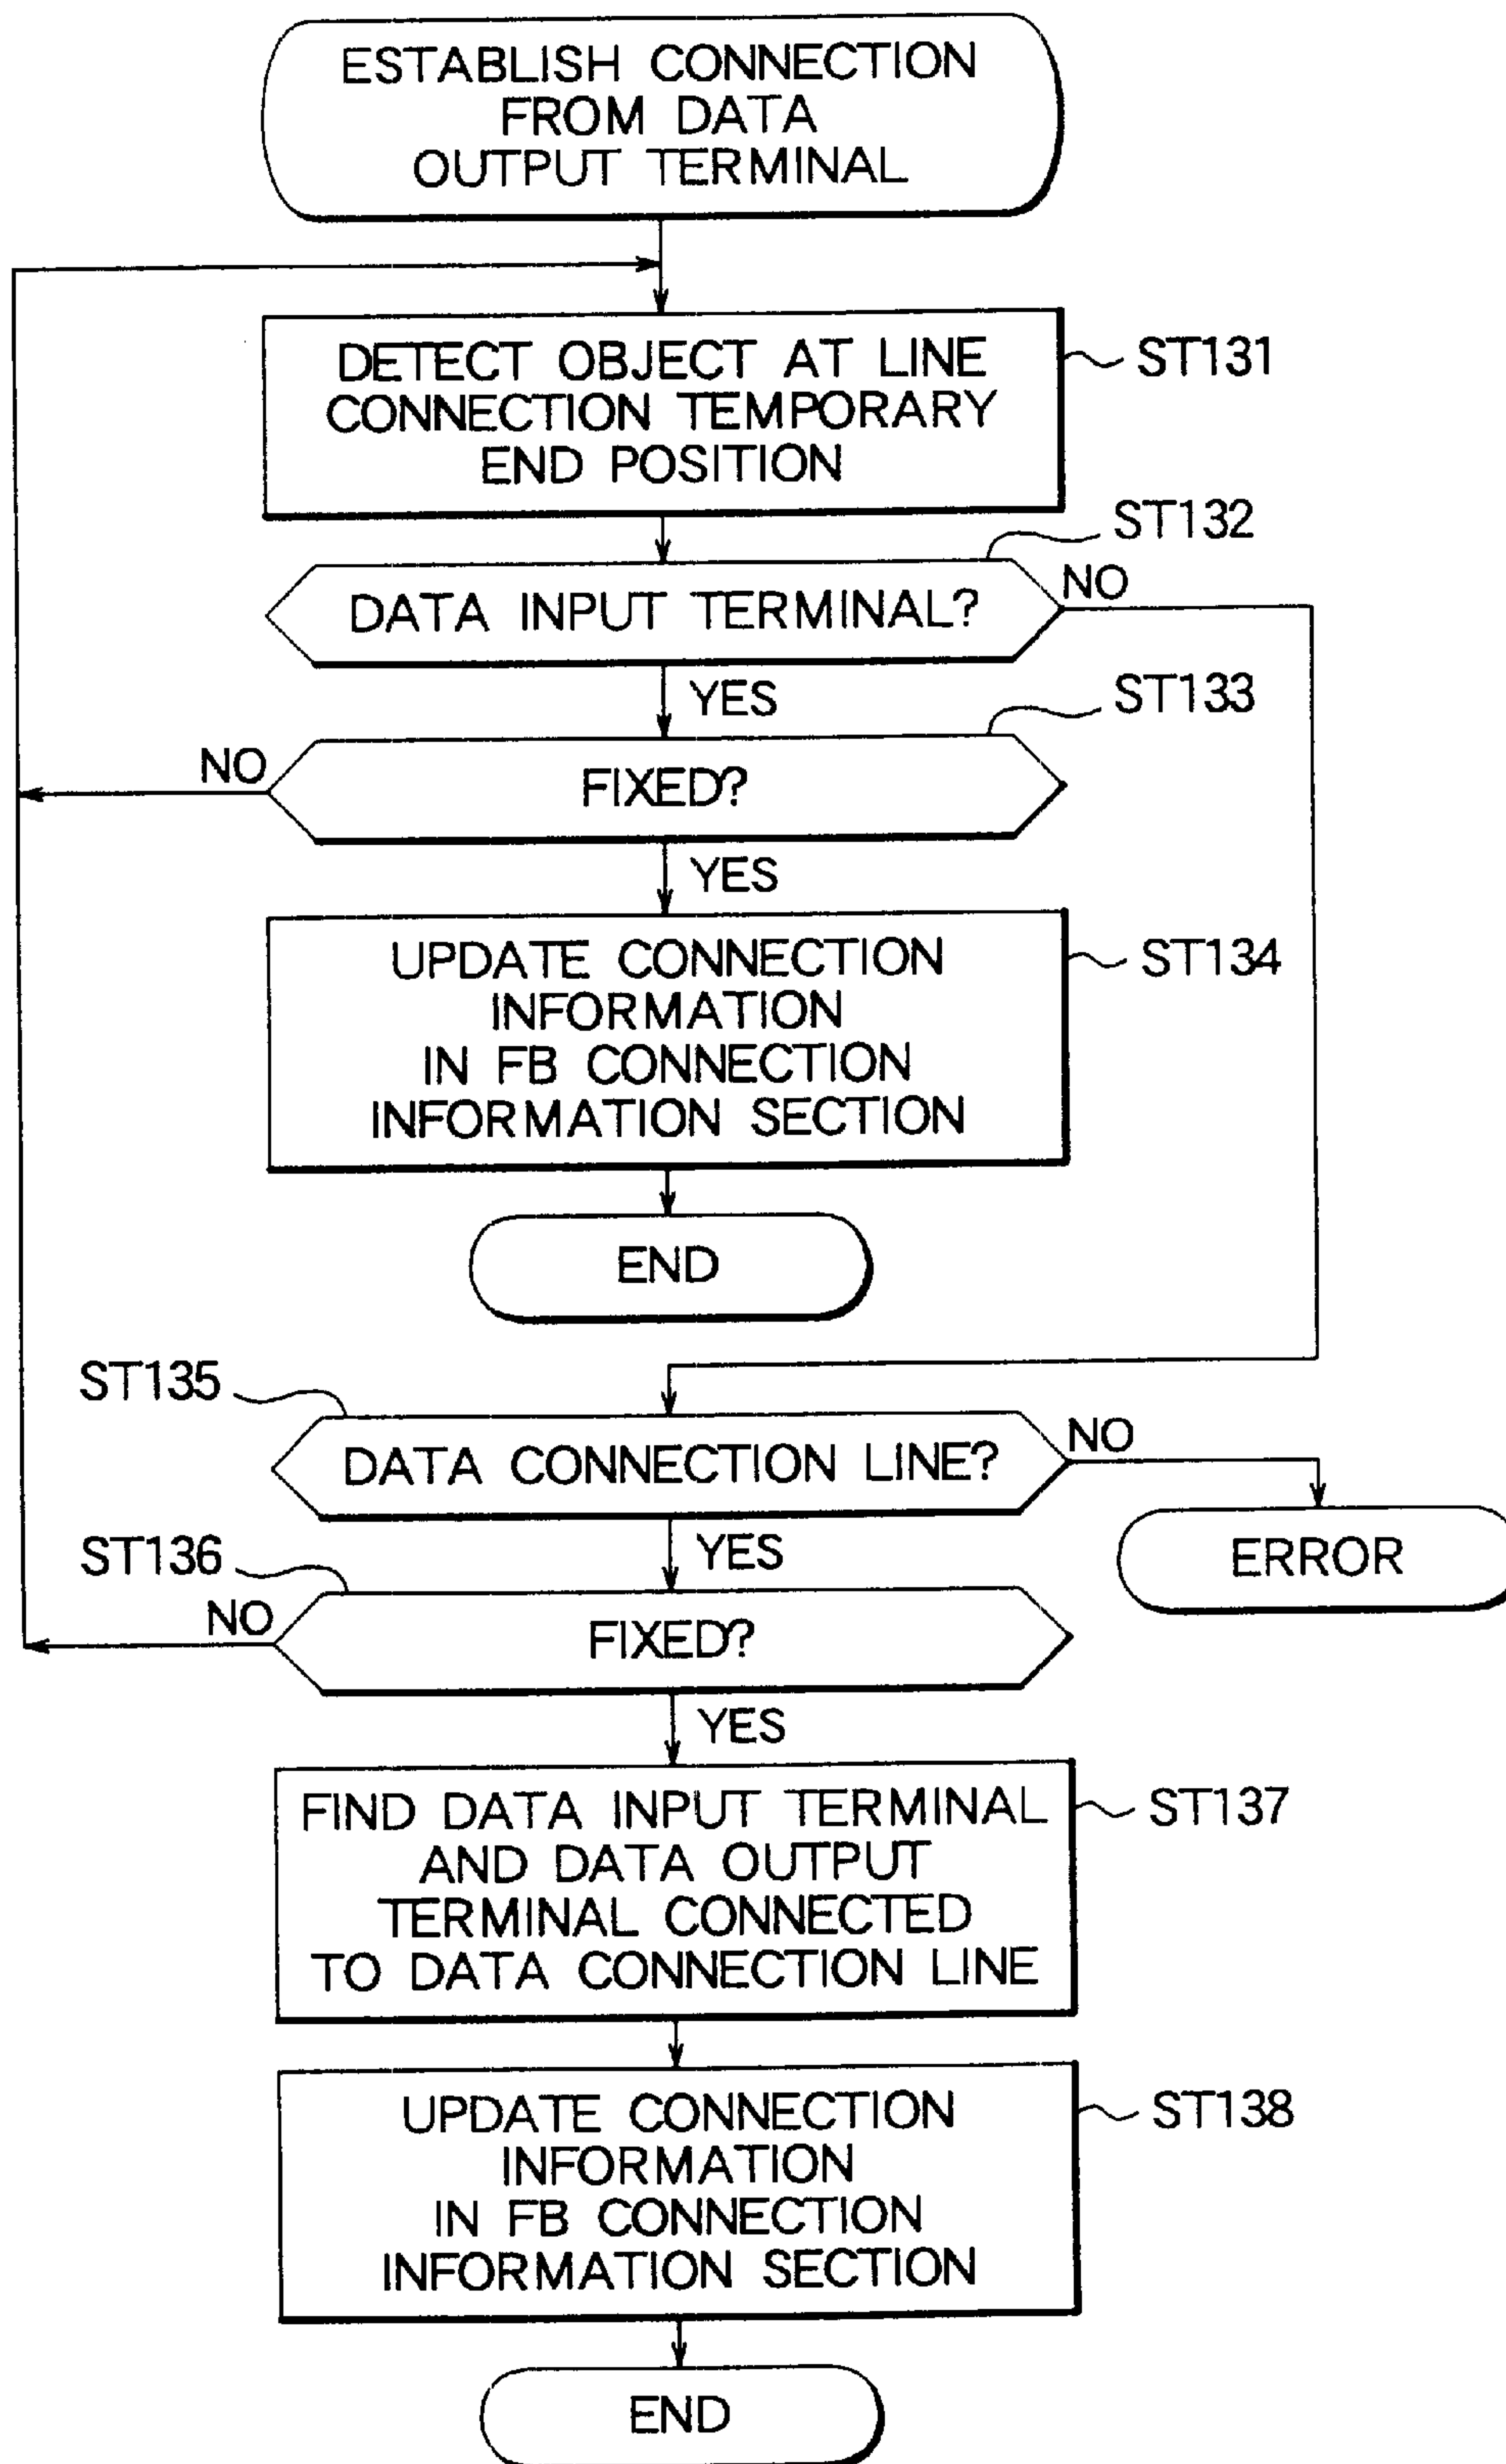 ESTABLISH CONNECTION
FROM DATA
OUTPUT TERMINAL
DETECT OBJECT AT LINE
CONNECTION TEMPORARY
END POSITION
ST131
ST132
DATA INPUT TERMINAL?
NO
YES
ST133
NO
FIXED?
YES
UPDATE CONNECTION
INFORMATION
IN FB CONNECTION
INFORMATION SECTION
ST134
END
ST135
DATA CONNECTION LINE?
NO
ERROR
YES
ST136
NO
FIXED?
YES
FIND DATA INPUT TERMINAL
AND DATA OUTPUT
TERMINAL CONNECTED
TO DATA CONNECTION LINE
ST137
UPDATE CONNECTION
INFORMATION
IN FB CONNECTION
INFORMATION SECTION
ST138
END